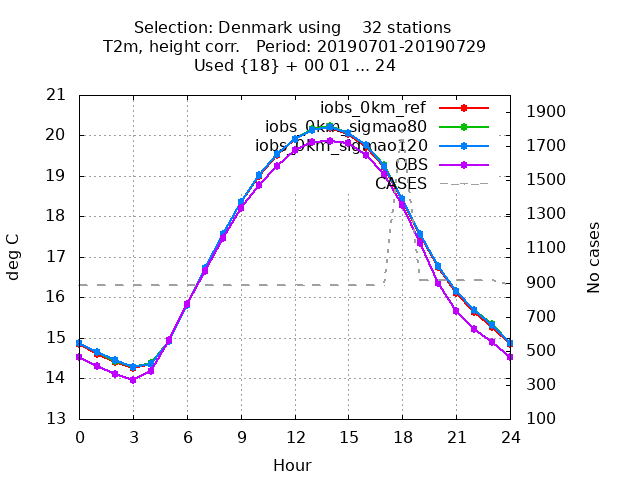 Selection: Denmark using    32 stations
T2m, height corr.   Period: 20190701-20190729
Used {18} + 00 01 ... 24
iobs_0km_ref
iobs_0km_sigmao80
iobs_0km_sigmao120
OBS
CASES
deg C
21
20
19
18
17
16
15
14
13
1900
1700
1500
1300
1100
900
700
500
300
100
No cases
0 3 6 9 12 15 18 21 24
Hour